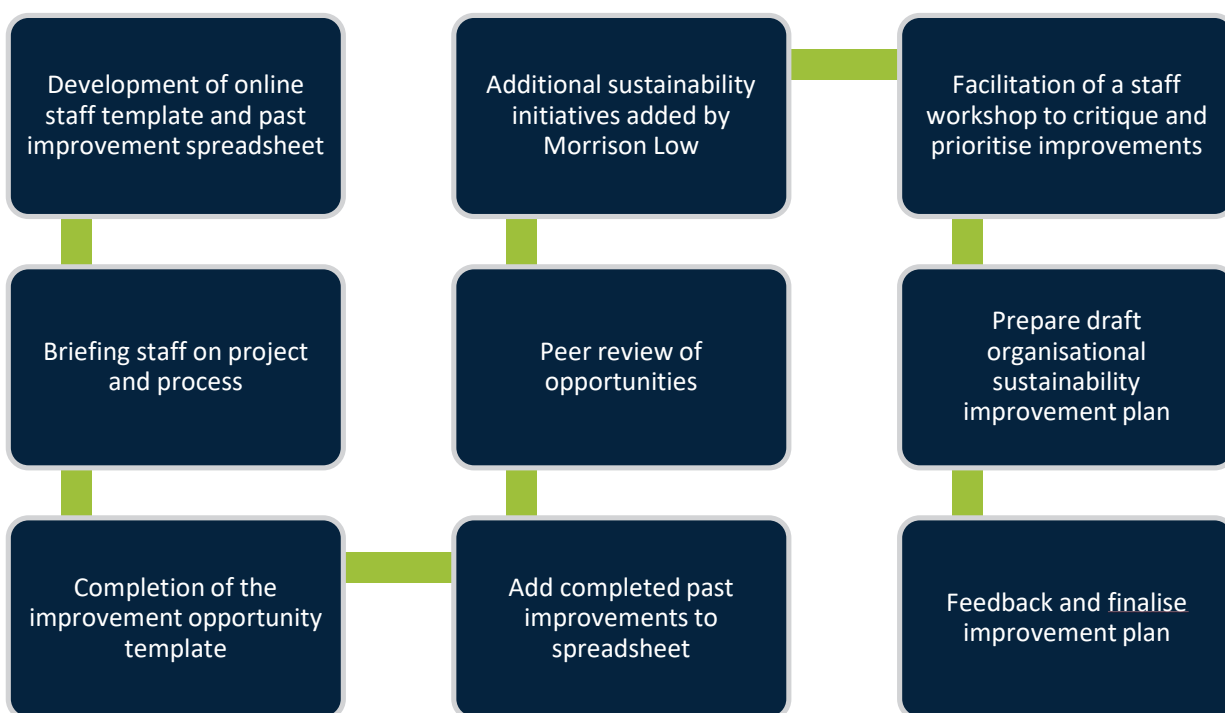 Development of online
staff template and past
improvement spreadsheet
Briefing staff on project
and process
Completion of the
improvement opportunity
template
Add completed past
improvements to
spreadsheet
Peer review of
opportunities
Additional sustainability
initiatives added by
Morrison Low
Facilitation of a staff
workshop to critique and
prioritise improvements
Prepare draft
organisational
sustainability
improvement plan
Feedback and finalise
improvement plan